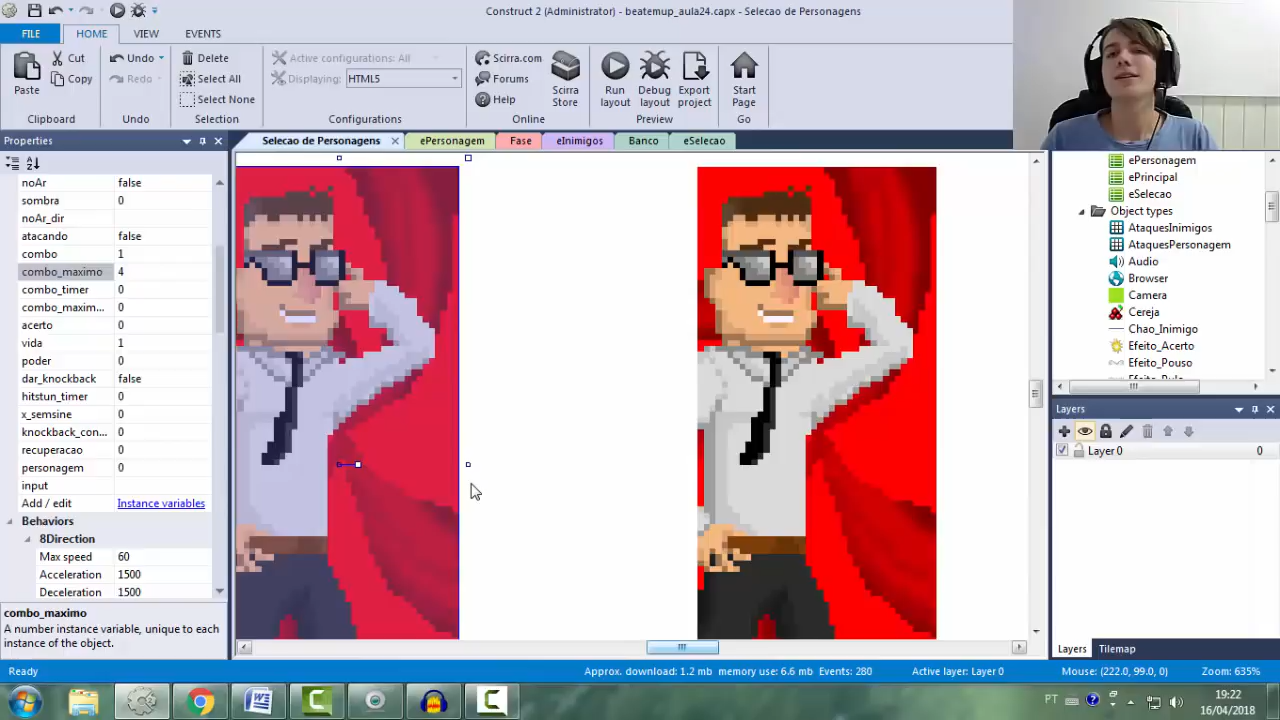 Construct 2 (Administrator) - beatemup_aula24.capx - Selecao de Personagens
FILE HOME VIEW EVENTS
Paste
Cut
Copy
Clipboard
Undo
Redo
Undo
Delete
Select All
Select None
Selection
Active configurations: All
Displaying: HTML5
Configurations
Scirra.com
Forums
Help
Scirra Store
Online
Run layout
Debug layout
Export project
Preview
Start Page
Go
Properties
Selecao de Personagens
ePersonagem
Fase
eInimigos
Banco
eSelecao
noAr false
sombra 0
noAr_dir
atacando false
combo 1
combo_maximo 4
combo_timer 0
combo_maxim... 0
acerto 0
vida 1
poder 0
dar_knockback false
hitstun_timer 0
x_semsine 0
knockback_con... 0
recuperacao 0
personagem 0
input
Add / edit Instance variables
Behaviors
8Direction
Max speed 60
Acceleration 1500
Deceleration 1500
combo_maximo
A number instance variable, unique to each
instance of the object.
ePersonagem
ePrincipal
eSelecao
Object types
AtaquesInimigos
AtaquesPersonagem
Audio
Browser
Camera
Cereja
Chao_Inimigo
Efeito_Acerto
Efeito_Pouso
Layers
Layer 0 0
Layers Tilemap
Ready
Approx. download: 1.2 mb memory use: 6.6 mb Events: 280
Active layer: Layer 0
Mouse: (222.0, 99.0, 0)
Zoom: 635%
PT
19:22
16/04/2018